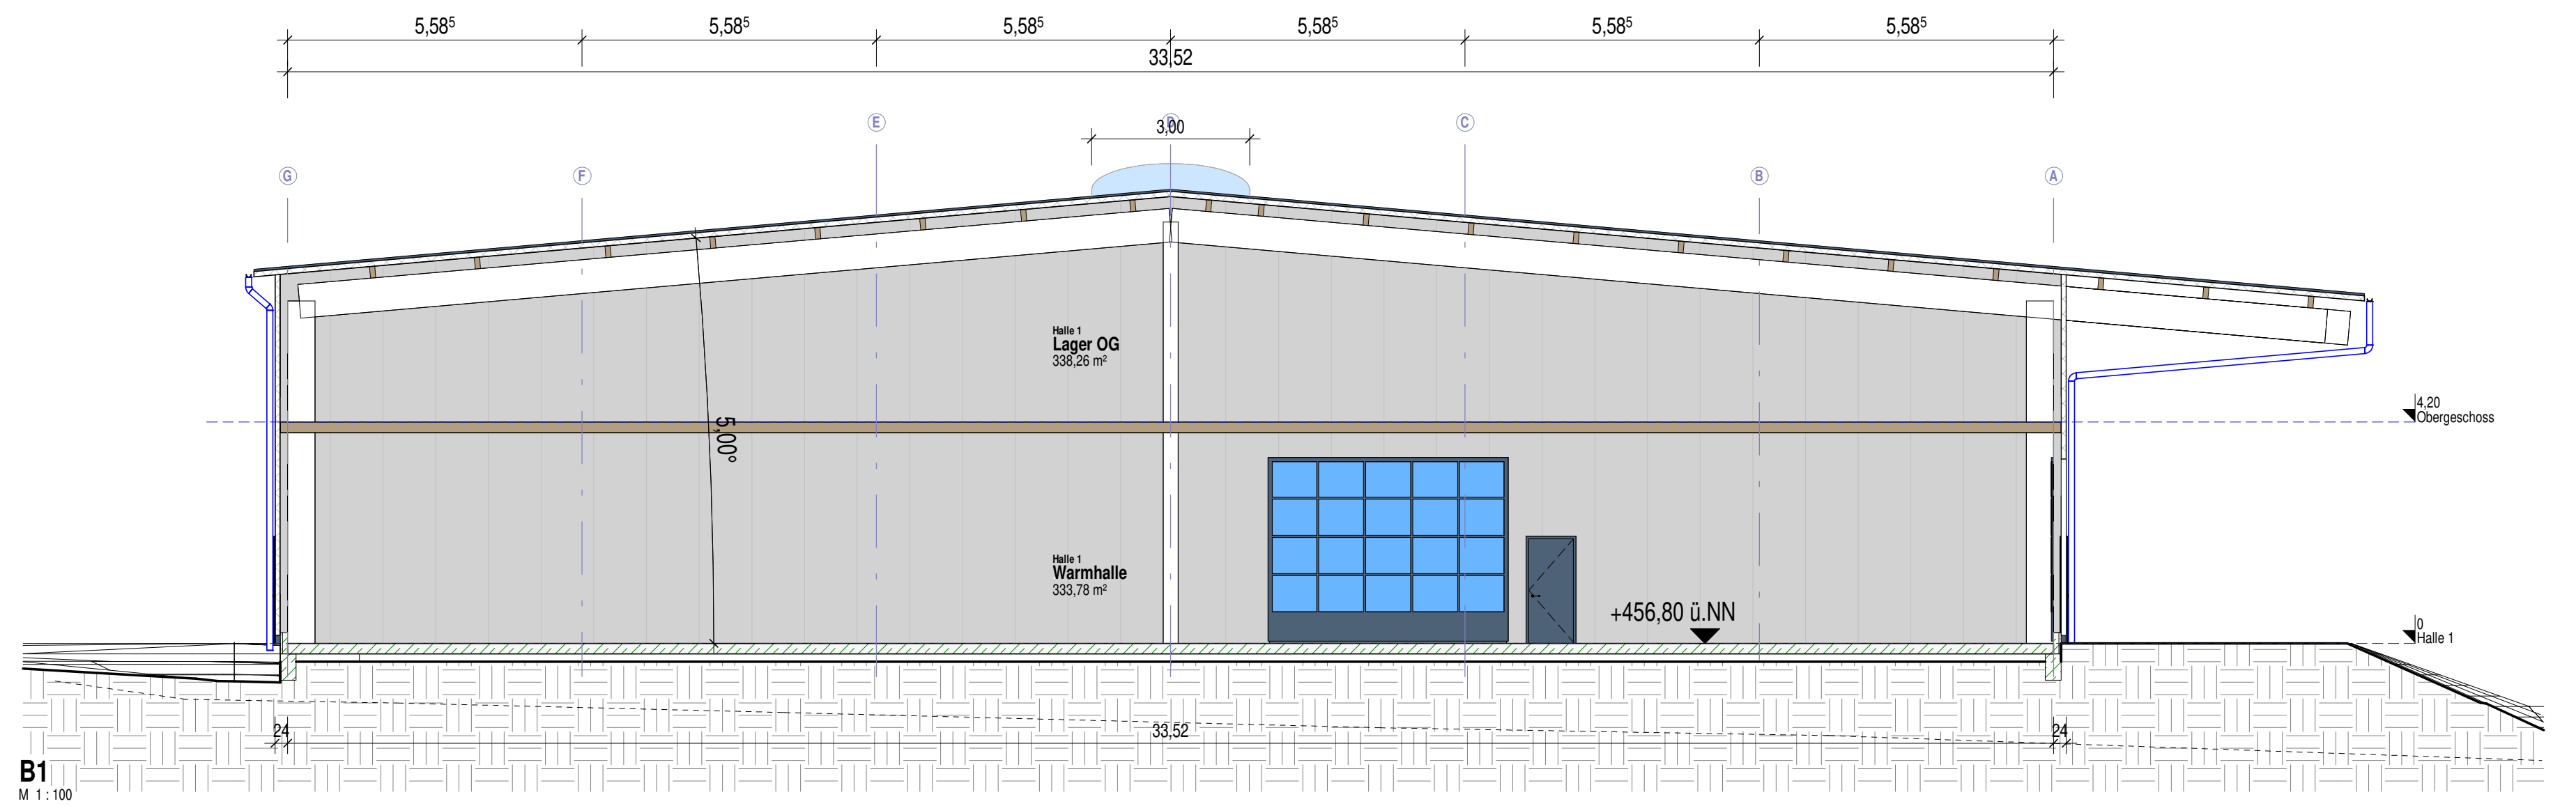 5,58⁵ 5,58⁵ 5,58⁵ 5,58⁵ 5,58⁵ 5,58⁵
33,52
E D C
3,00
G F B A
Halle 1
Lager OG
338,26 m²
4,20
Obergeschoss
5,00°
Halle 1
Warmhalle
333,78 m²
+456,80 ü.NN
0
Halle 1
24 33,52 24
B1
M 1 : 100